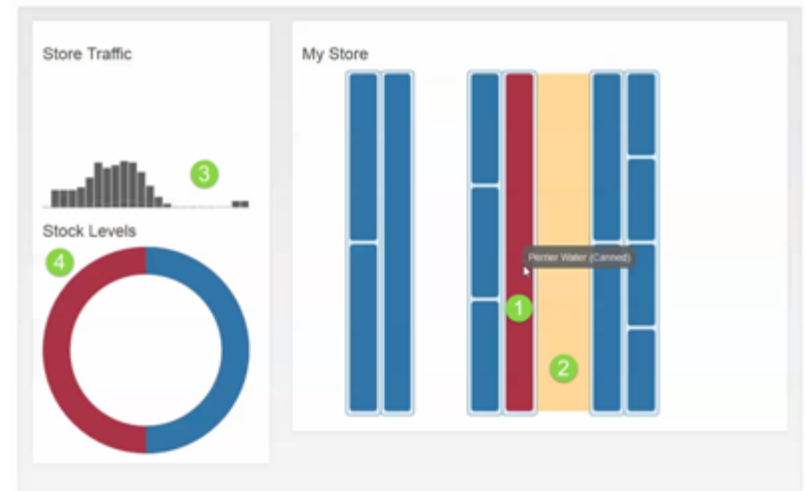 Store Traffic
My Store
3
Stock Levels
4
Perrier Water (Canned)
1
2